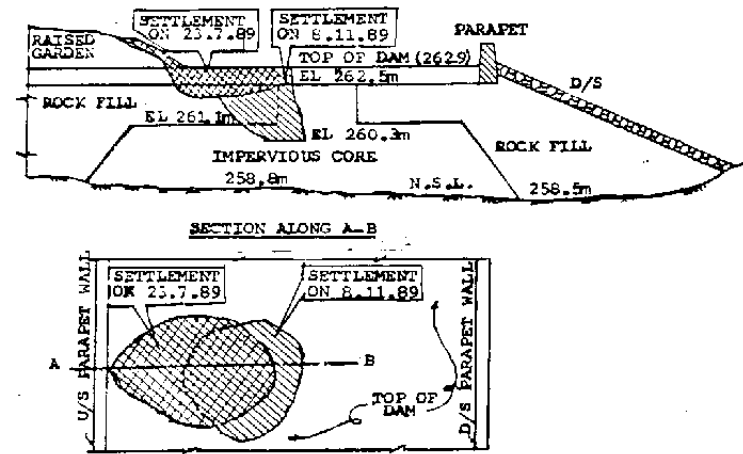 SETTLEMENT
ON 23.7.89
SETTLEMENT
ON 8.11.89
PARAPET
RAISED
GARDEN
TOP OF DAM (262.9)
EL 262.5m
D/S
ROCK FILL
EL 261.1m
EL 260.3m
IMPERVIOUS CORE
ROCK FILL
258.8m
N.S.L.
258.5m
SECTION ALONG A-B
SETTLEMENT
ON 23.7.89
SETTLEMENT
ON 8.11.89
U/S PARAPET WALL
D/S PARAPET WALL
A
B
TOP OF
DAM